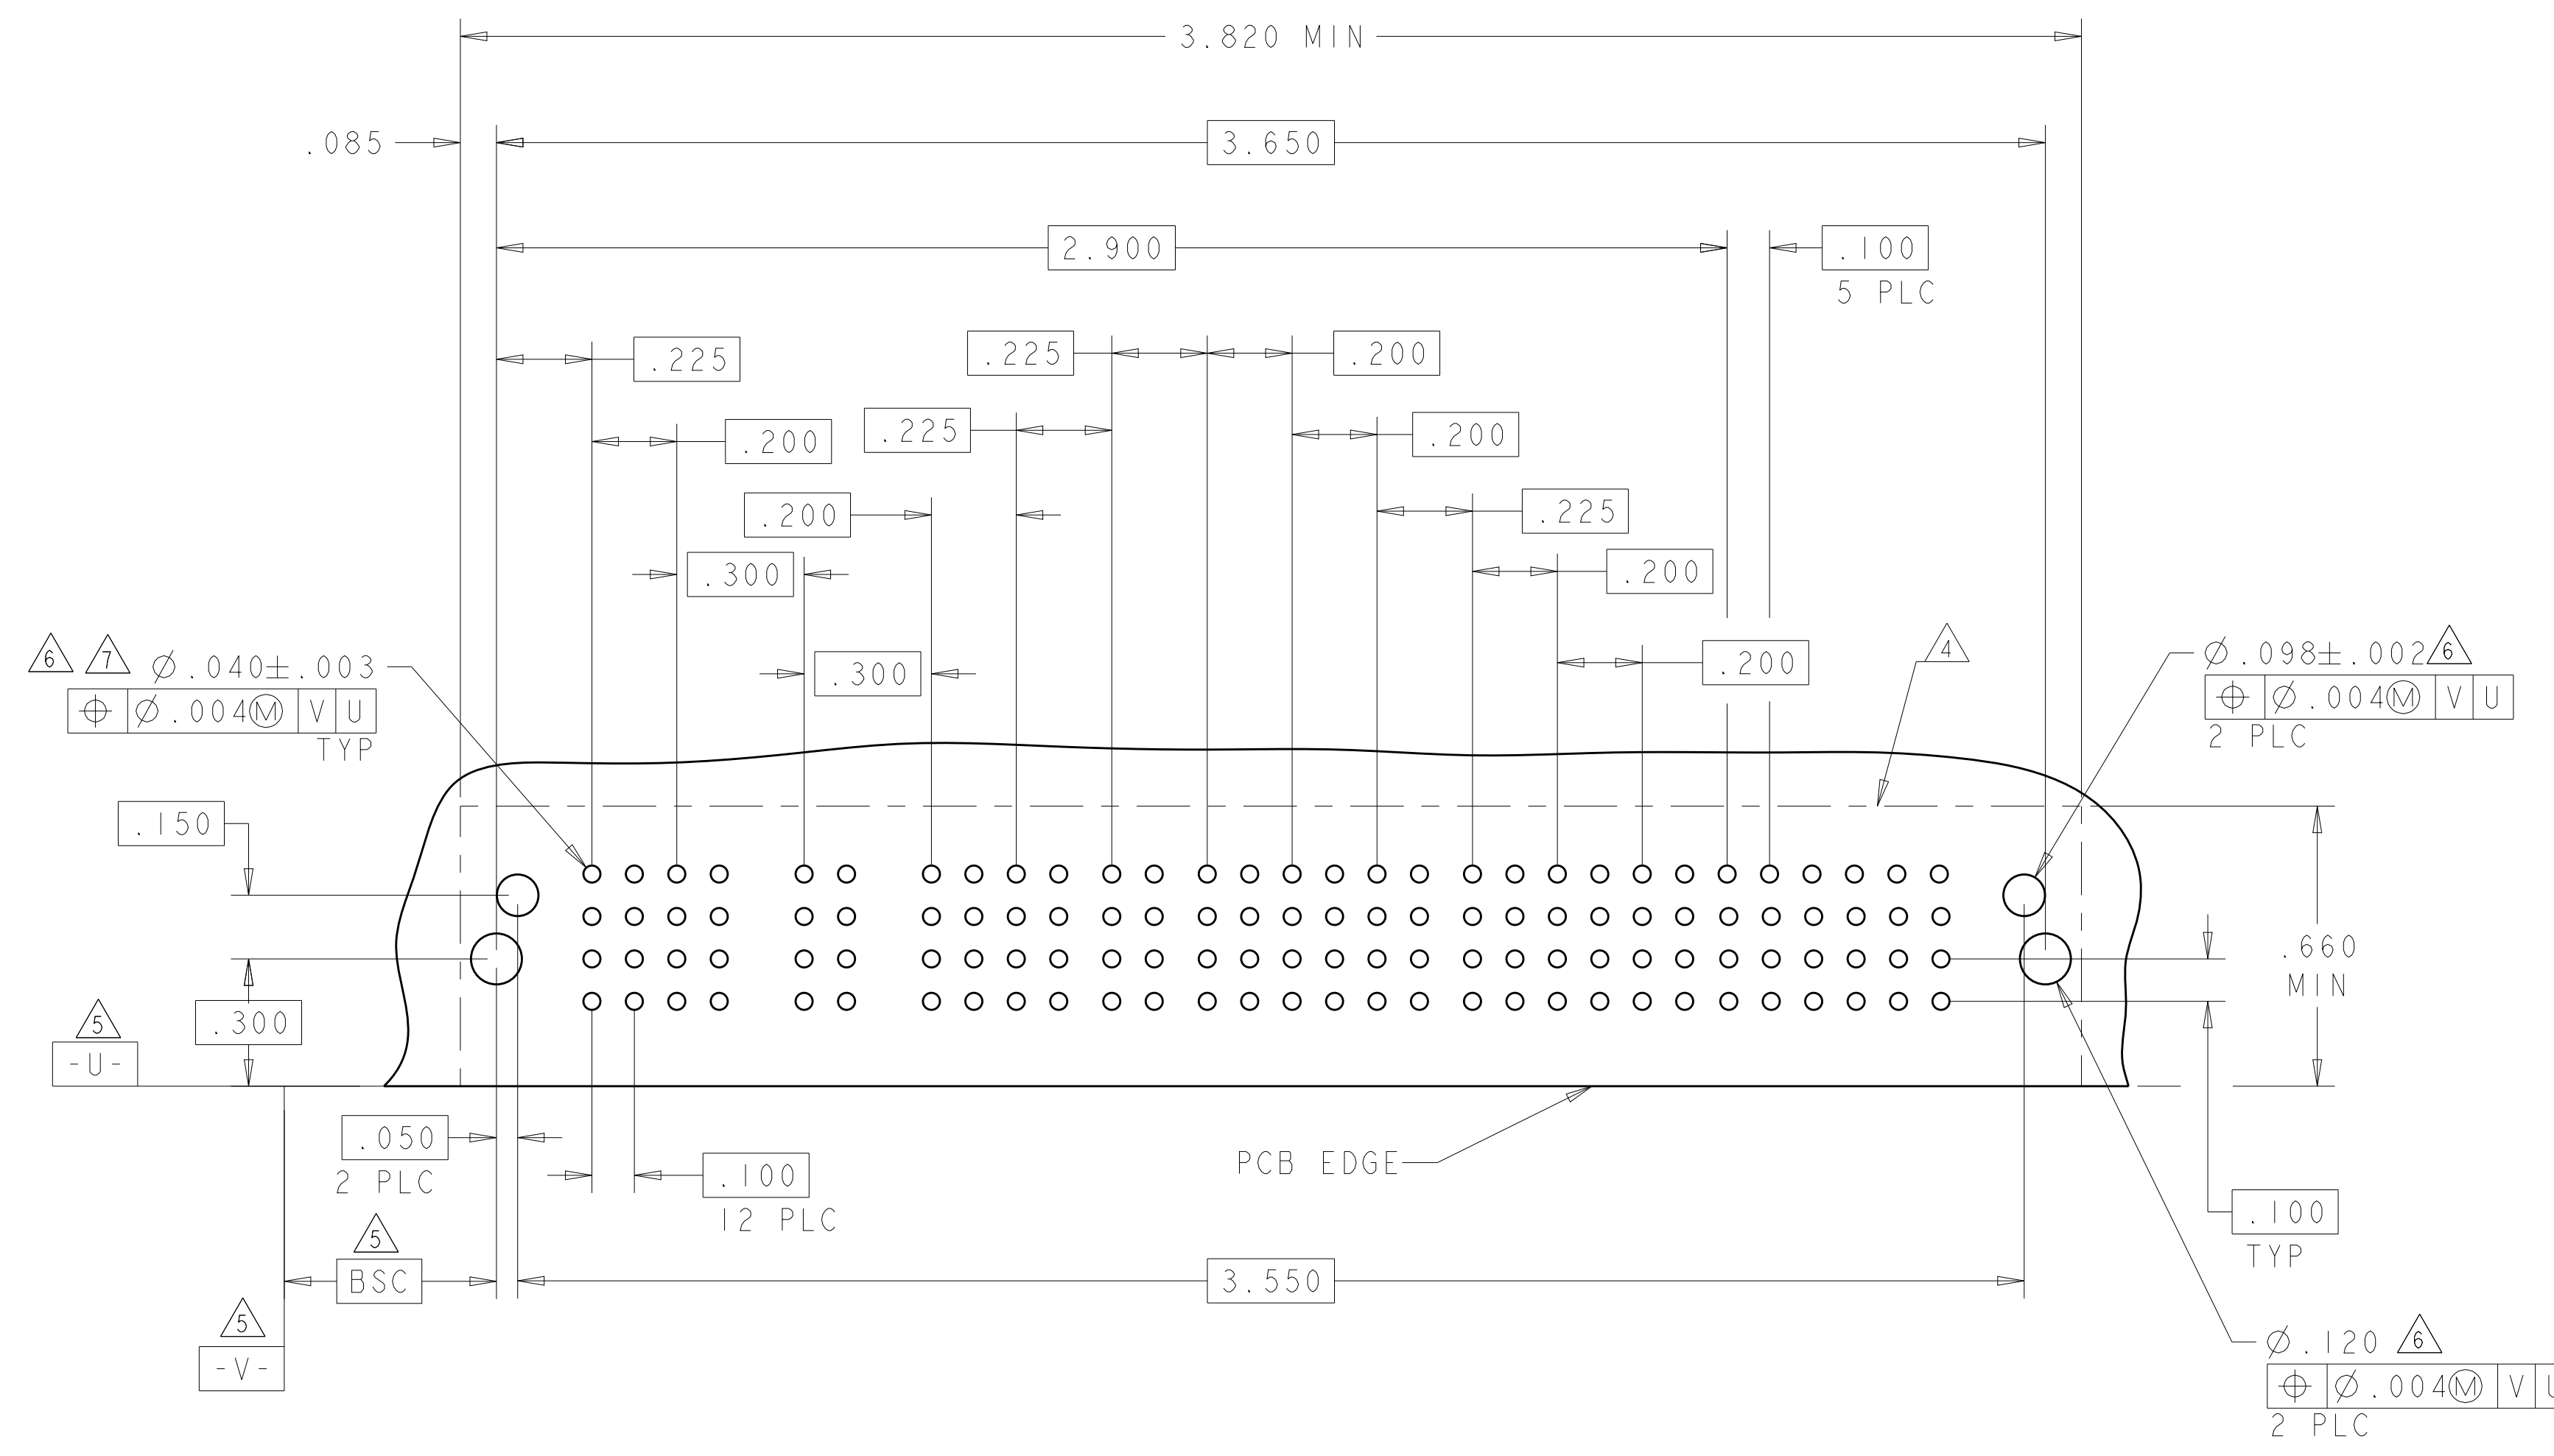 3.820 MIN
.085
3.650
2.900
.100
5 PLC
.225
.225
.200
.200
.225
.200
.200
.225
.300
.200
.300
.200
6 7 Ø.040±.003
⌖ Ø.004Ⓜ V U
TYP
4
Ø.098±.002 6
⌖ Ø.004Ⓜ V U
2 PLC
.150
.660
MIN
.300
5
-U-
.050
2 PLC
.100
12 PLC
PCB EDGE
.100
TYP
5
BSC
3.550
5
-V-
Ø.120 6
⌖ Ø.004Ⓜ V
2 PLC